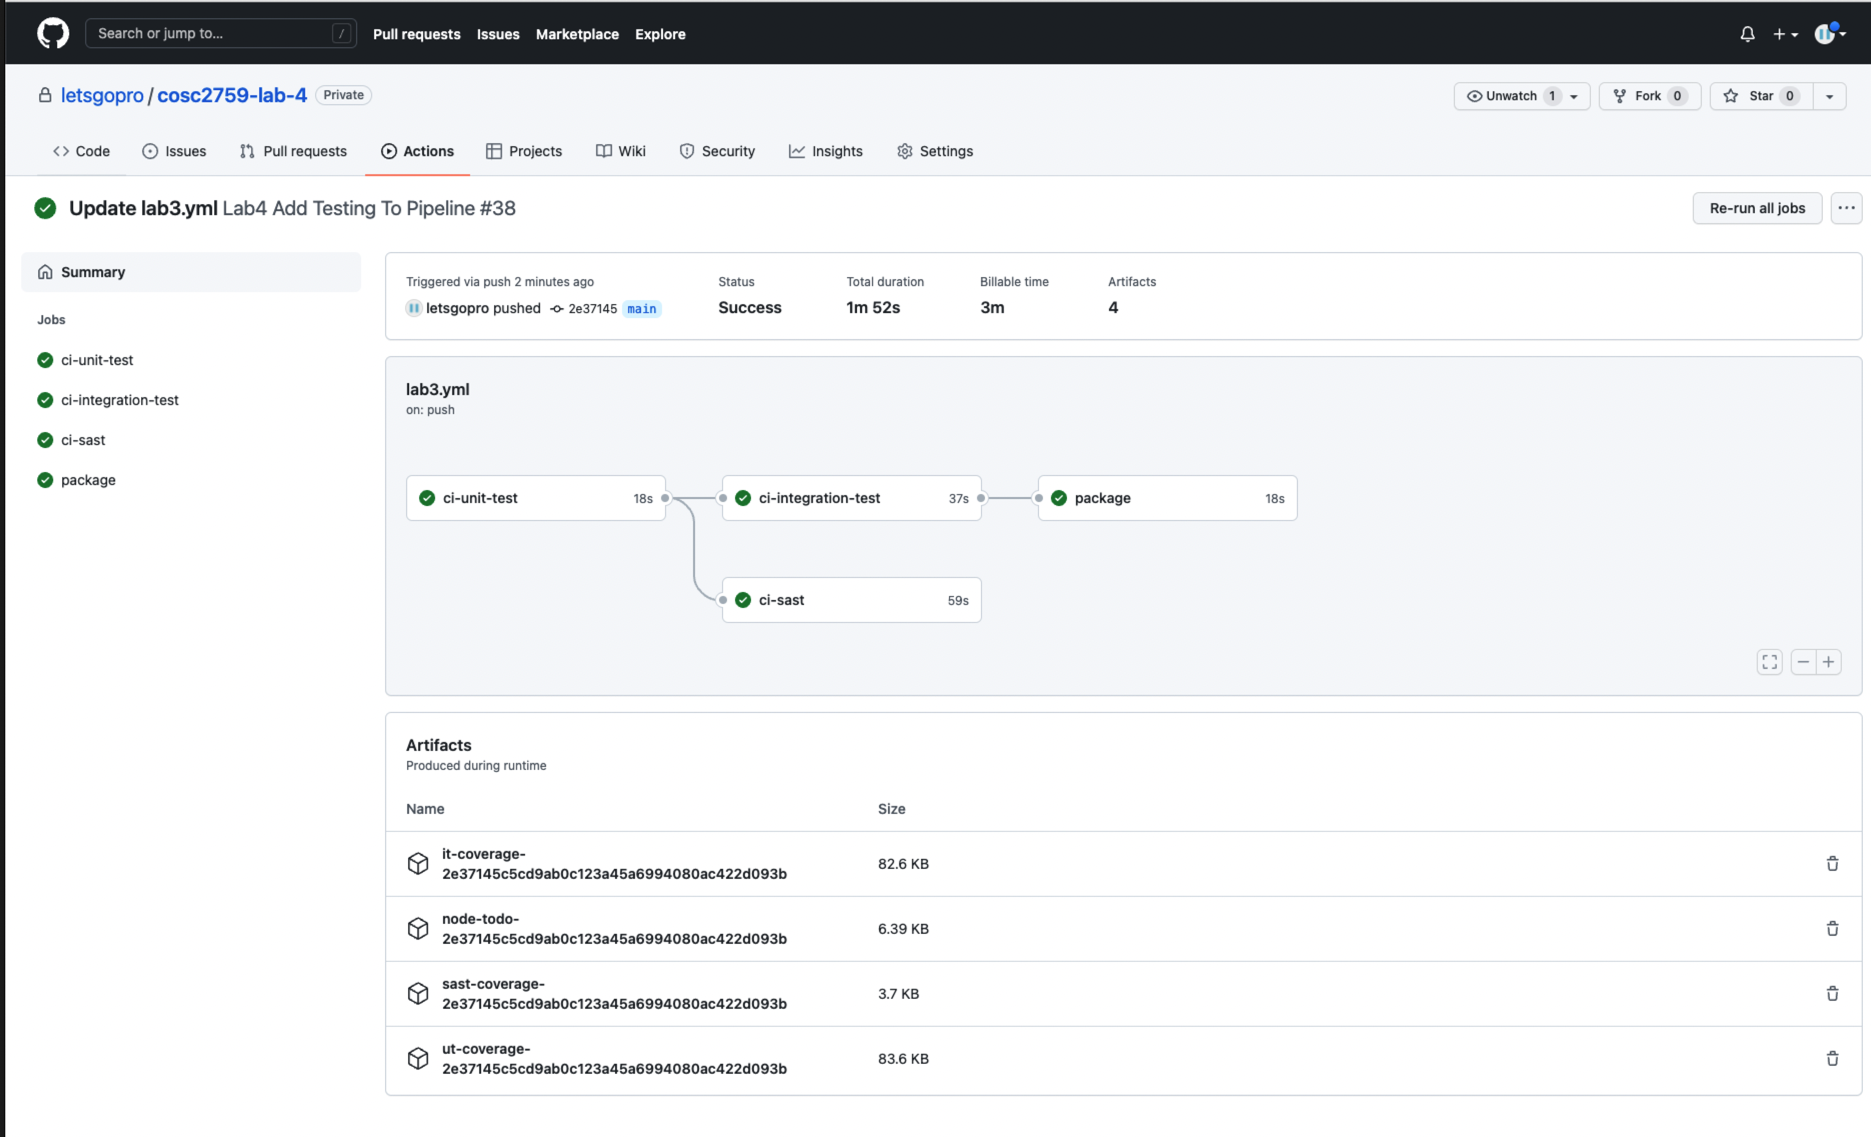 Search or jump to... /
Pull requests Issues Marketplace Explore
letsgopro / cosc2759-lab-4 Private
Unwatch 1 Fork 0 Star 0
Code Issues Pull requests Actions Projects Wiki Security Insights Settings
Update lab3.yml Lab4 Add Testing To Pipeline #38
Re-run all jobs
Summary
Jobs
ci-unit-test
ci-integration-test
ci-sast
package
Triggered via push 2 minutes ago
letsgopro pushed 2e37145 main
Status
Success
Total duration
1m 52s
Billable time
3m
Artifacts
4
lab3.yml
on: push
ci-unit-test 18s
ci-integration-test 37s
package 18s
ci-sast 59s
Artifacts
Produced during runtime
Name Size
it-coverage-
2e37145c5cd9ab0c123a45a6994080ac422d093b
82.6 KB
node-todo-
2e37145c5cd9ab0c123a45a6994080ac422d093b
6.39 KB
sast-coverage-
2e37145c5cd9ab0c123a45a6994080ac422d093b
3.7 KB
ut-coverage-
2e37145c5cd9ab0c123a45a6994080ac422d093b
83.6 KB